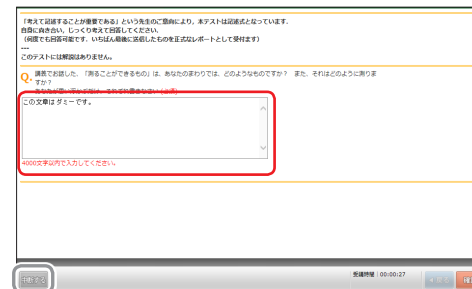 「考えて記述することが重要である」という先生のご意向により、本テストは記述式となっています。
自身に向き合い、じっくり考えて回答してください。
（何度でも回答可能です。いちばん最後に送信したものを正式なレポートとして受付ます）
---
このテストには解説はありません。
Q. 講義でお話した、「測ることができるもの」は、あなたのまわりでは、どのようなものですか？ また、それはどのように測りま
すか？
この文章はダミーです。
4000文字以内で入力してください。
中断する
受講時間：00:00:27